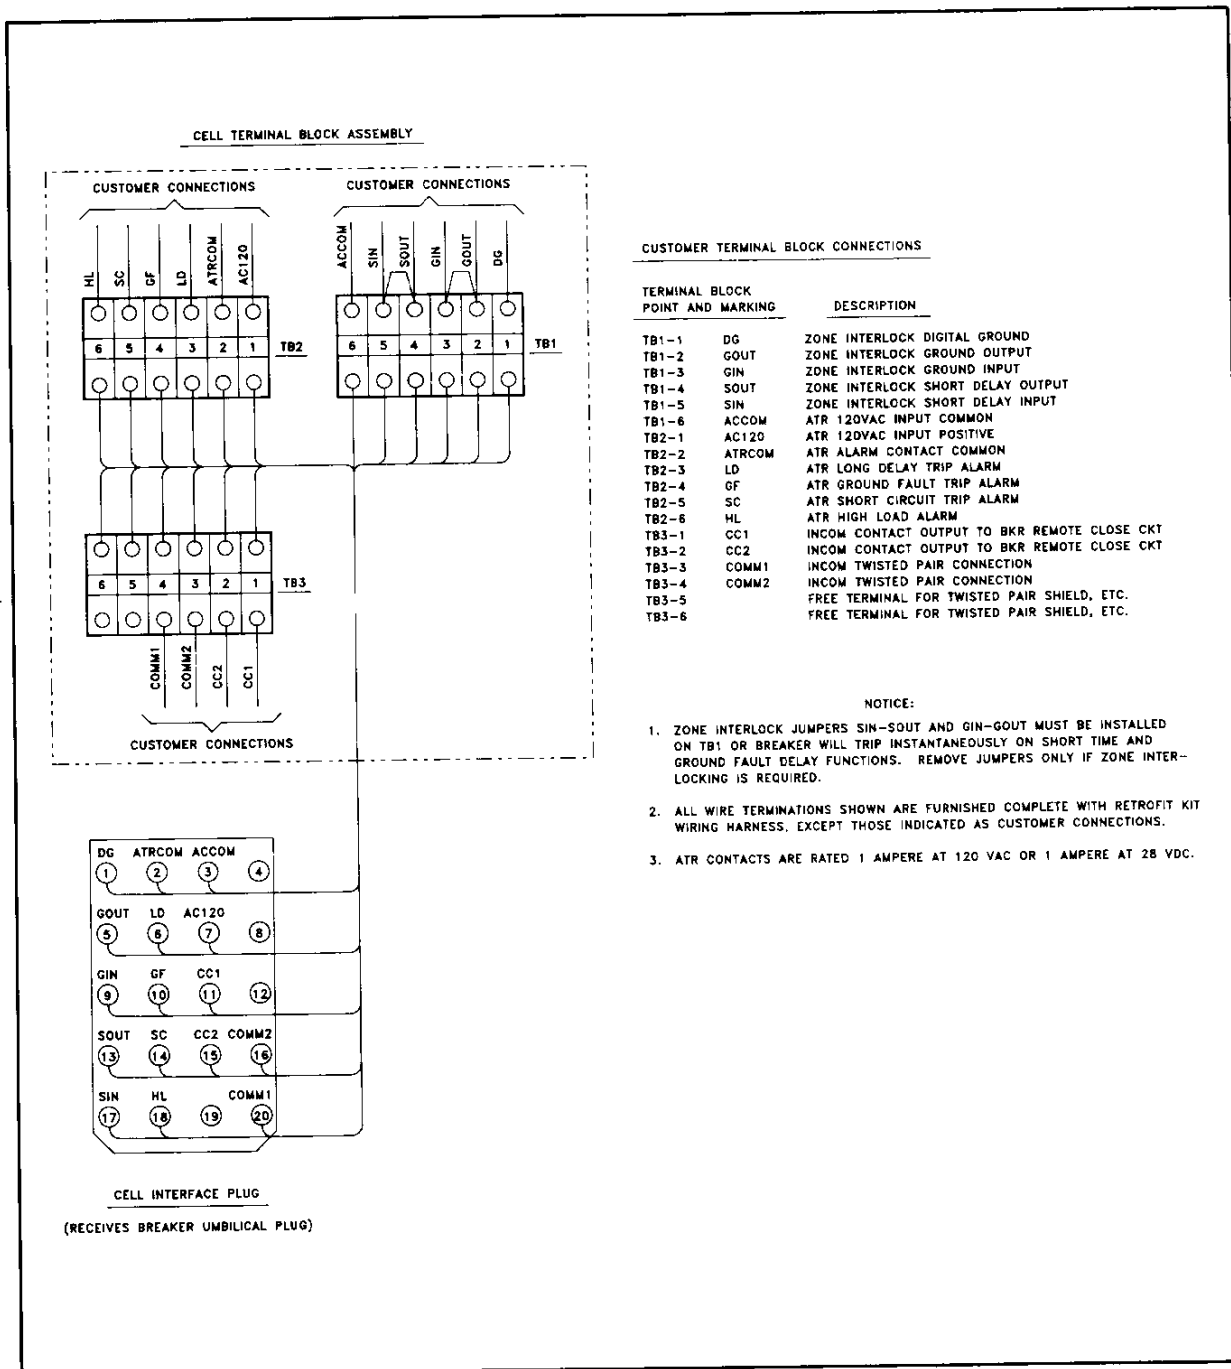 CELL TERMINAL BLOCK ASSEMBLY
CUSTOMER CONNECTIONS
CUSTOMER CONNECTIONS
HL SC GF LD ATRCOM AC120
ACCOM SIN SOUT GIN GOUT DG
6 5 4 3 2 1 TB2
6 5 4 3 2 1 TB1
6 5 4 3 2 1 TB3
COMM1 COMM2 CC2 CC1
CUSTOMER CONNECTIONS
DG ATRCOM ACCOM
1 2 3 4
GOUT LD AC120
5 6 7 8
GIN GF CC1
9 10 11 12
SOUT SC CC2 COMM2
13 14 15 16
SIN HL COMM1
17 18 19 20
CELL INTERFACE PLUG
(RECEIVES BREAKER UMBILICAL PLUG)
CUSTOMER TERMINAL BLOCK CONNECTIONS
TERMINAL BLOCK
POINT AND MARKING DESCRIPTION
TB1-1 DG ZONE INTERLOCK DIGITAL GROUND
TB1-2 GOUT ZONE INTERLOCK GROUND OUTPUT
TB1-3 GIN ZONE INTERLOCK GROUND INPUT
TB1-4 SOUT ZONE INTERLOCK SHORT DELAY OUTPUT
TB1-5 SIN ZONE INTERLOCK SHORT DELAY INPUT
TB1-6 ACCOM ATR 120VAC INPUT COMMON
TB2-1 AC120 ATR 120VAC INPUT POSITIVE
TB2-2 ATRCOM ATR ALARM CONTACT COMMON
TB2-3 LD ATR LONG DELAY TRIP ALARM
TB2-4 GF ATR GROUND FAULT TRIP ALARM
TB2-5 SC ATR SHORT CIRCUIT TRIP ALARM
TB2-6 HL ATR HIGH LOAD ALARM
TB3-1 CC1 INCOM CONTACT OUTPUT TO BKR REMOTE CLOSE CKT
TB3-2 CC2 INCOM CONTACT OUTPUT TO BKR REMOTE CLOSE CKT
TB3-3 COMM1 INCOM TWISTED PAIR CONNECTION
TB3-4 COMM2 INCOM TWISTED PAIR CONNECTION
TB3-5 FREE TERMINAL FOR TWISTED PAIR SHIELD, ETC.
TB3-6 FREE TERMINAL FOR TWISTED PAIR SHIELD, ETC.
NOTICE:
1. ZONE INTERLOCK JUMPERS SIN-SOUT AND GIN-GOUT MUST BE INSTALLED
ON TB1 OR BREAKER WILL TRIP INSTANTANEOUSLY ON SHORT TIME AND
GROUND FAULT DELAY FUNCTIONS. REMOVE JUMPERS ONLY IF ZONE INTER-
LOCKING IS REQUIRED.
2. ALL WIRE TERMINATIONS SHOWN ARE FURNISHED COMPLETE WITH RETROFIT KIT
WIRING HARNESS, EXCEPT THOSE INDICATED AS CUSTOMER CONNECTIONS.
3. ATR CONTACTS ARE RATED 1 AMPERE AT 120 VAC OR 1 AMPERE AT 28 VDC.